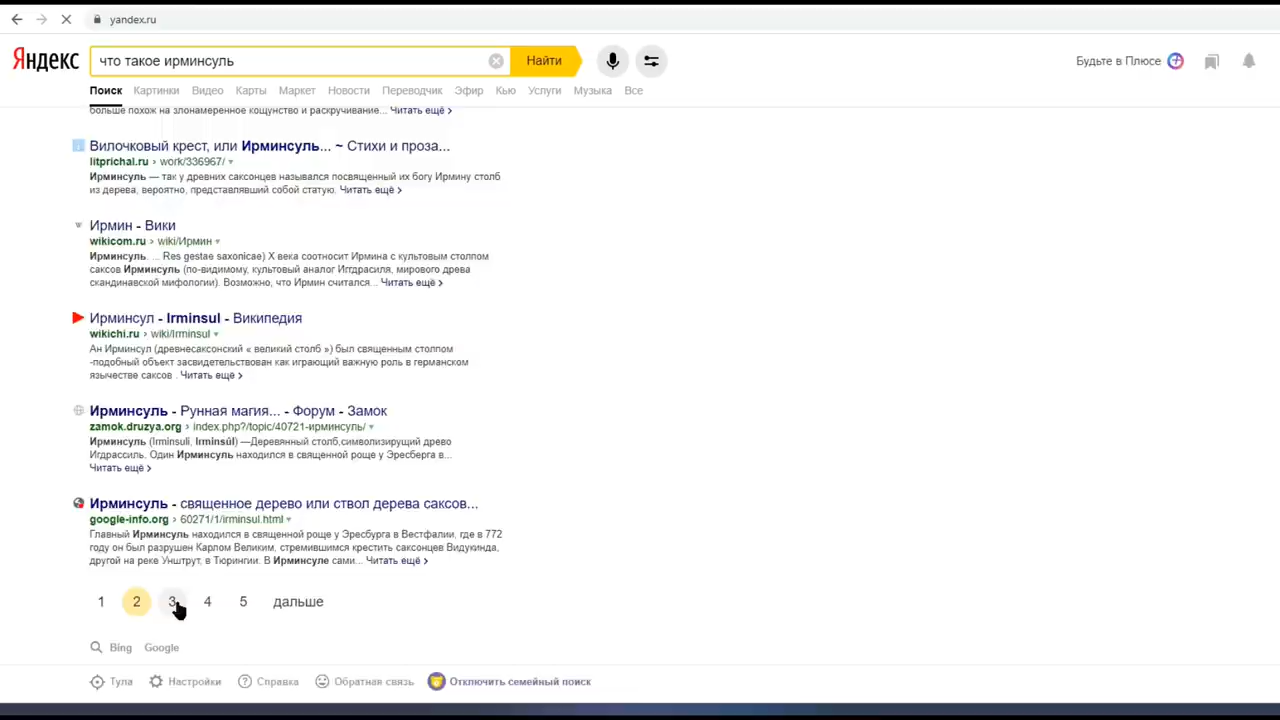 yandex.ru
Яндекс
что такое ирминсуль
Найти
Будьте в Плюсе
Поиск Картинки Видео Карты Маркет Новости Переводчик Эфир Кью Услуги Музыка Все
больше похож на злонамеренное кощунство и раскручивание... Читать ещё >
Вилочковый крест, или Ирминсуль... ~ Стихи и проза...
litprichal.ru › work/336967/
Ирминсуль — так у древних саксонцев назывался посвященный их богу Ирмину столб
из дерева, вероятно, представлявший собой статую. Читать ещё >
Ирмин - Вики
wikicom.ru › wiki/Ирмин
Ирминсуль. ... Res gestae saxonicae) X века соотносит Ирмина с культовым столпом
саксов Ирминсуль (по-видимому, культовый аналог Иггдрасиля, мирового древа
скандинавской мифологии). Возможно, что Ирмин считался... Читать ещё >
Ирминсул - Irminsul - Википедия
wikichi.ru › wiki/Irminsul
Ан Ирминсул (древнесаксонский « великий столб ») был священным столпом
-подобный объект засвидетельствован как играющий важную роль в германском
язычестве саксов . Читать ещё >
Ирминсуль - Рунная магия... - Форум - Замок
zamok.druzya.org › index.php?/topic/40721-ирминсуль/
Ирминсуль (Irminsuli, Irminsúl) —Деревянный столб,символизирущий древо
Игдрассиль. Один Ирминсуль находился в священной роще у Эресберга в...
Читать ещё >
Ирминсуль - священное дерево или ствол дерева саксов...
google-info.org › 60271/1/irminsul.html
Главный Ирминсуль находился в священной роще у Эресбурга в Вестфалии, где в 772
году он был разрушен Карлом Великим, стремившимся крестить саксонцев Видукинда,
другой на реке Унштрут, в Тюрингии. В Ирминсуле сами... Читать ещё >
1 2 3 4 5 дальше
Bing Google
Тула Настройки Справка Обратная связь Отключить семейный поиск